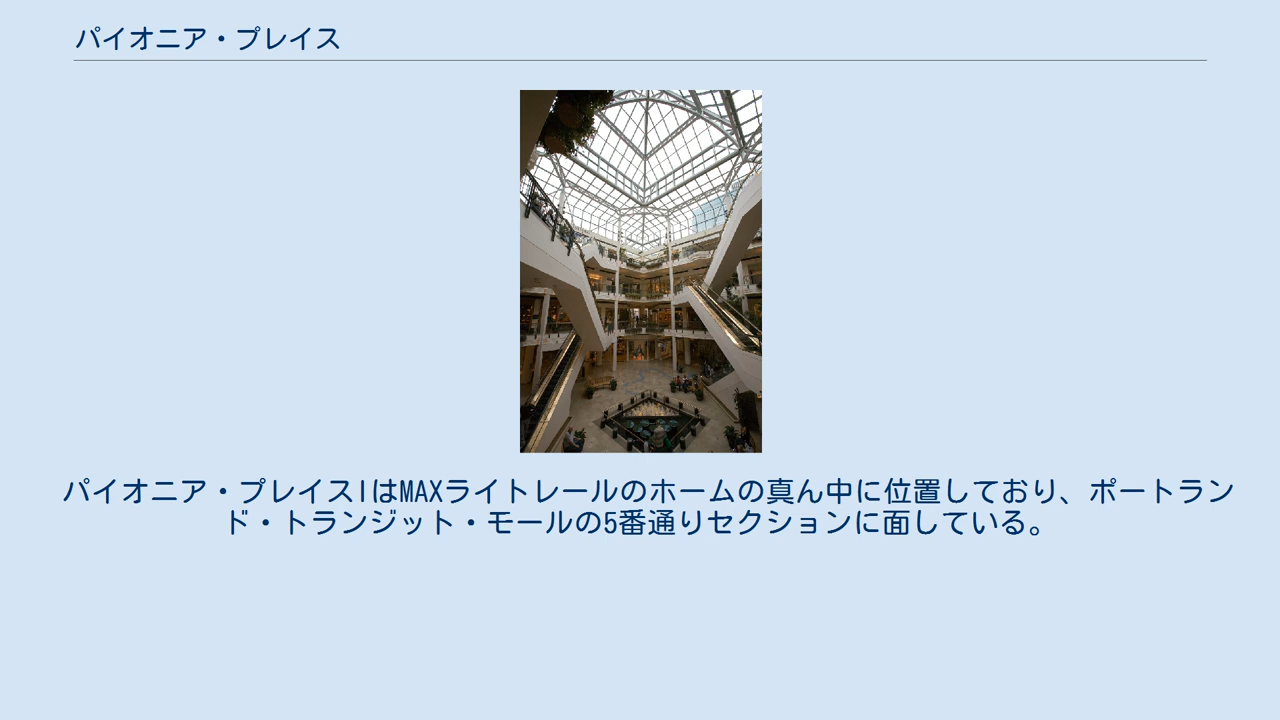 パイオニア・プレイス
パイオニア・プレイスIはMAXライトレールのホームの真ん中に位置しており、ポートラン
ド・トランジット・モールの5番通りセクションに面している。